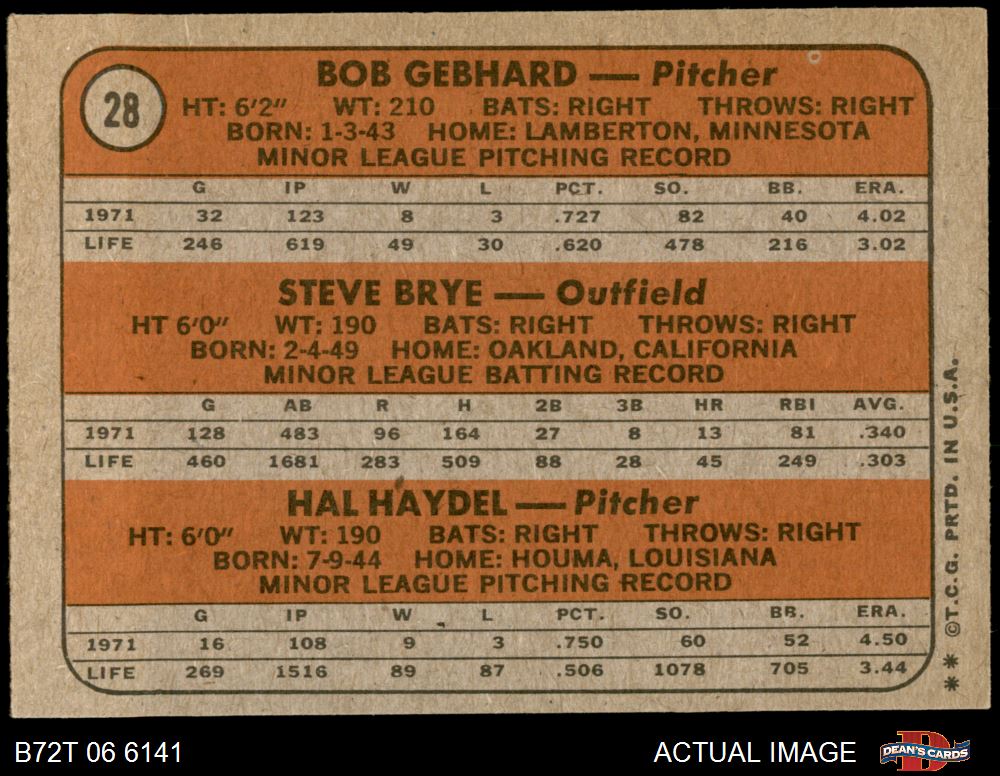 28
BOB GEBHARD — Pitcher
HT: 6'2" WT: 210 BATS: RIGHT THROWS: RIGHT
BORN: 1-3-43 HOME: LAMBERTON, MINNESOTA
MINOR LEAGUE PITCHING RECORD
G IP W L PCT. SO. BB. ERA.
1971 32 123 8 3 .727 82 40 4.02
LIFE 246 619 49 30 .620 478 216 3.02
STEVE BRYE — Outfield
HT 6'0" WT: 190 BATS: RIGHT THROWS: RIGHT
BORN: 2-4-49 HOME: OAKLAND, CALIFORNIA
MINOR LEAGUE BATTING RECORD
G AB R H 2B 3B HR RBI AVG.
1971 128 483 96 164 27 8 13 81 .340
LIFE 460 1681 283 509 88 28 45 249 .303
HAL HAYDEL — Pitcher
HT: 6'0" WT: 190 BATS: RIGHT THROWS: RIGHT
BORN: 7-9-44 HOME: HOUMA, LOUISIANA
MINOR LEAGUE PITCHING RECORD
G IP W L PCT. SO. BB. ERA.
1971 16 108 9 3 .750 60 52 4.50
LIFE 269 1516 89 87 .506 1078 705 3.44
** ©T.C.G. PRTD. IN U.S.A.
B72T 06 6141
ACTUAL IMAGE
D
DEAN'S CARDS